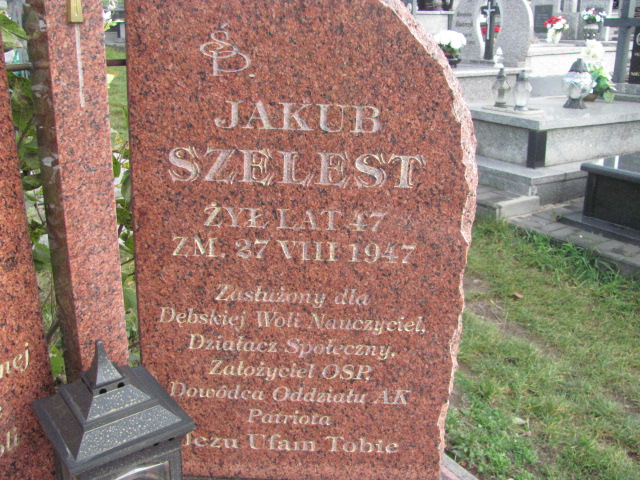 ŚP.
JAKUB
SZELEST
ŻYŁ LAT 47
ZM. 27 VIII 1947
Zasłużony dla
Dębskiej Woli Nauczyciel,
Działacz Społeczny,
Założyciel OSP,
Dowódca Oddziału AK
Patriota
Jezu Ufam Tobie